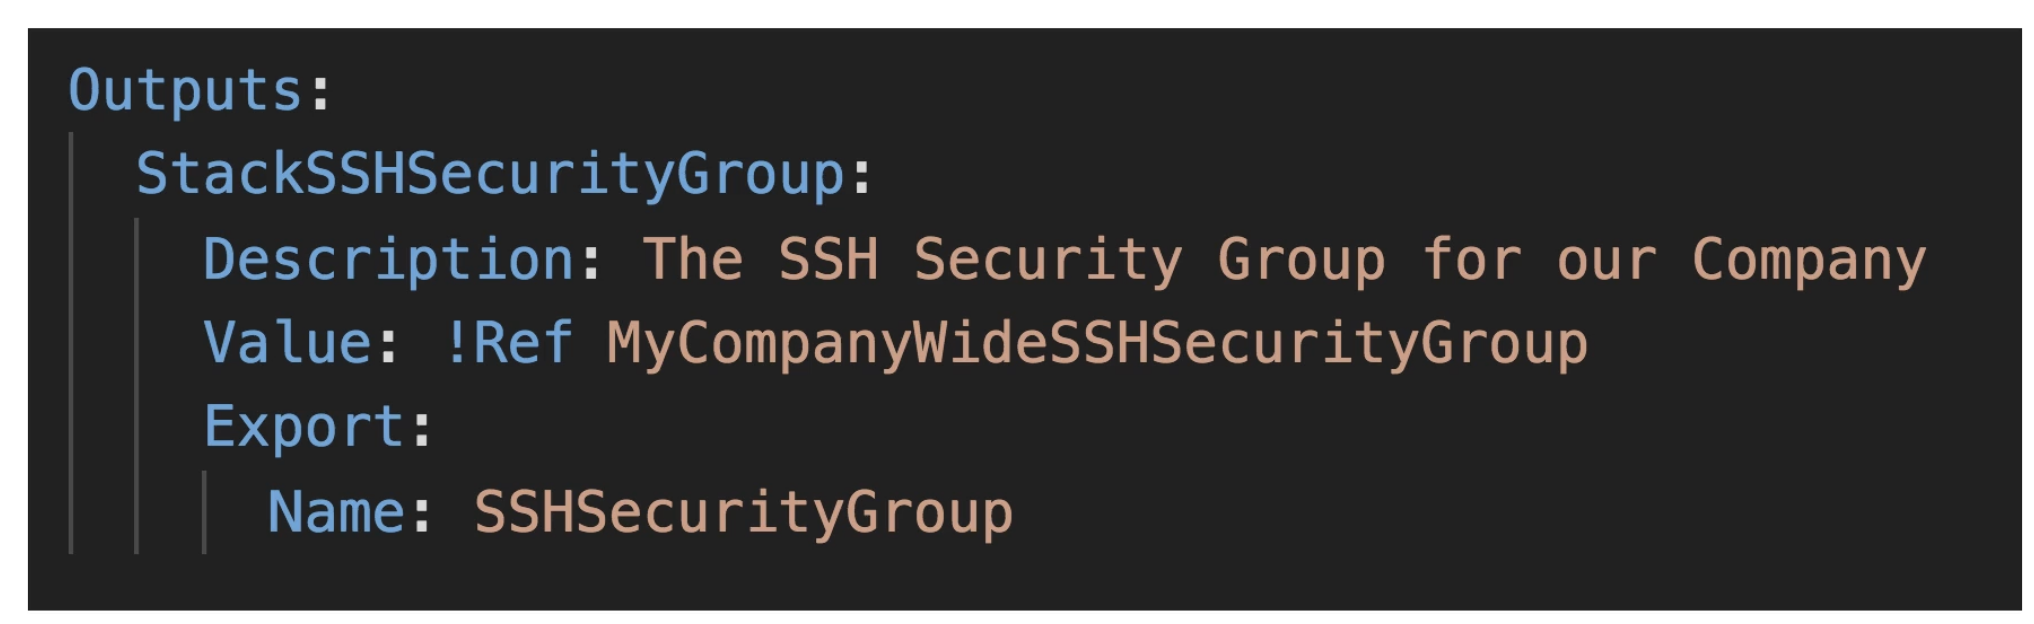 Outputs:
StackSSHSecurityGroup:
Description: The SSH Security Group for our Company
Value: !Ref MyCompanyWideSSHSecurityGroup
Export:
Name: SSHSecurityGroup